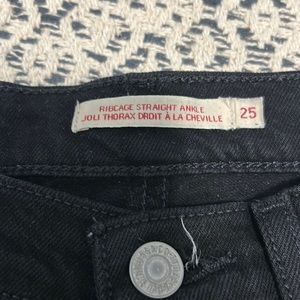 RIBCAGE STRAIGHT ANKLE
JOLI THORAX DROIT À LA CHEVILLE
25